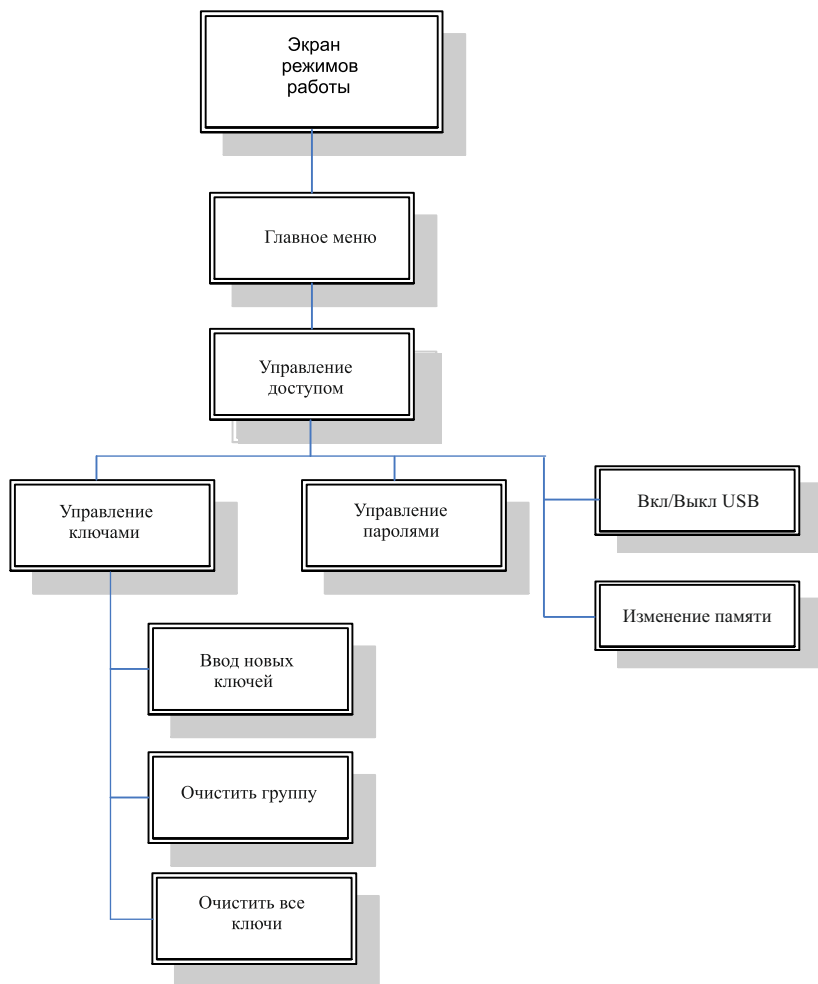 Экран
режимов
работы
Главное меню
Управление
доступом
Управление
ключами
Управление
паролями
Вкл/Выкл USB
Изменение памяти
Ввод новых
ключей
Очистить группу
Очистить все
ключи